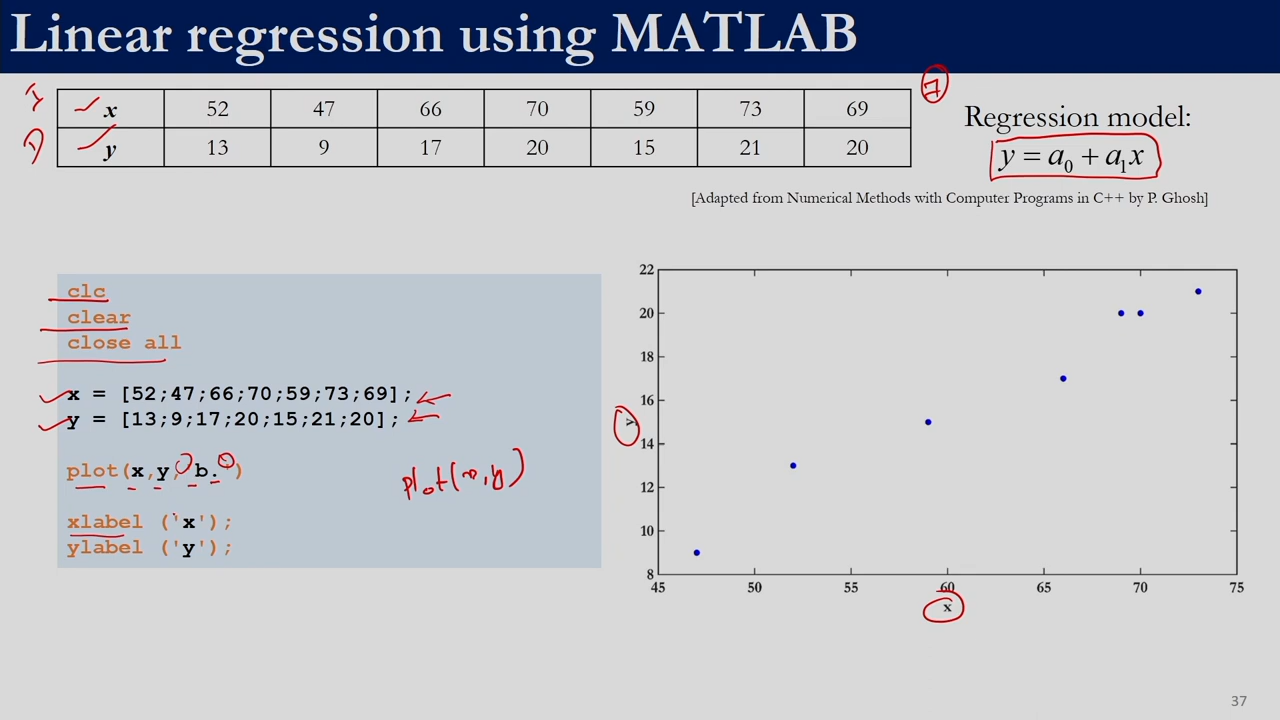 Linear regression using MATLAB
I x 52 47 66 70 59 73 69 7
D y 13 9 17 20 15 21 20
Regression model:
y = a0 + a1x
[Adapted from Numerical Methods with Computer Programs in C++ by P. Ghosh]
clc
clear
close all
x = [52;47;66;70;59;73;69];
y = [13;9;17;20;15;21;20];
plot(x,y,'b.')
plot(x,y)
xlabel ('x');
ylabel ('y');
22
20
18
16
y
14
12
10
8
45 50 55 60 65 70 75
x
37